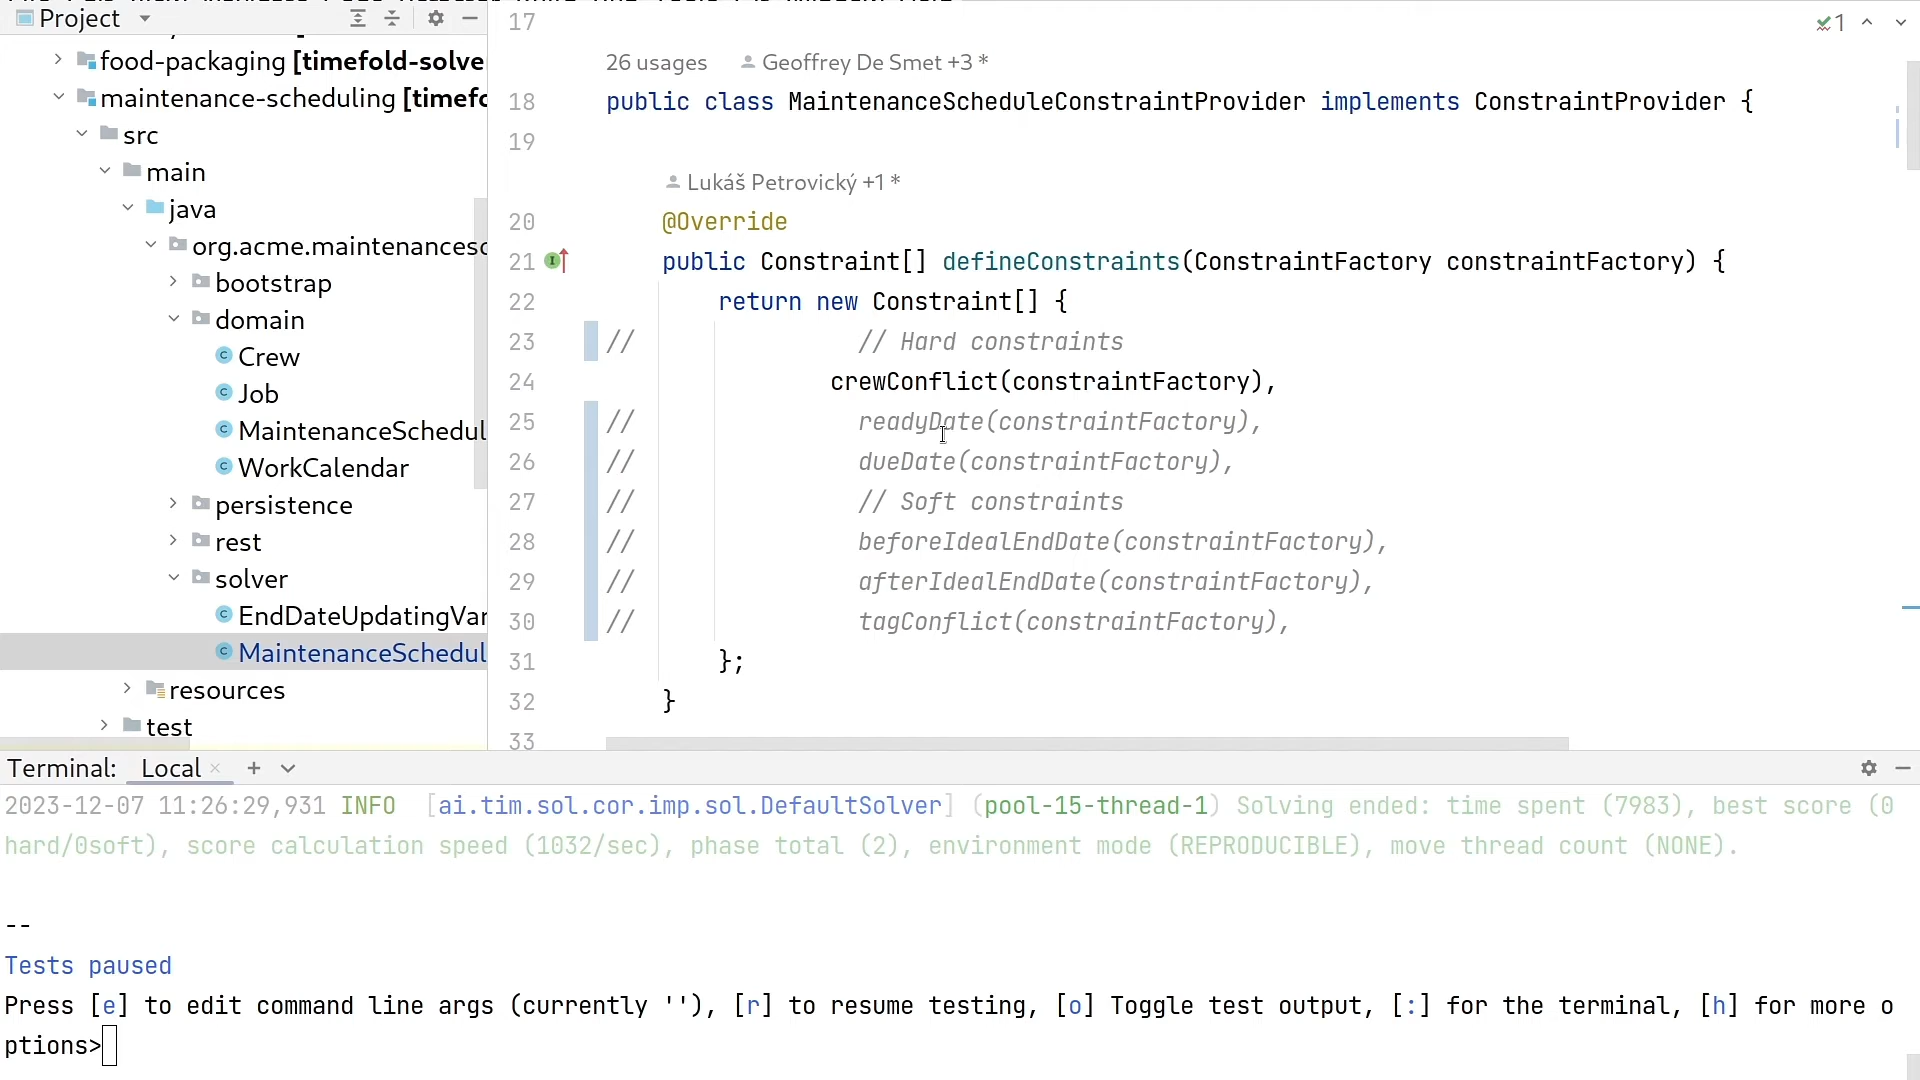 Project
food-packaging [timefold-solve
maintenance-scheduling [timefo
src
main
java
org.acme.maintenancesc
bootstrap
domain
Crew
Job
MaintenanceSchedul
WorkCalendar
persistence
rest
solver
EndDateUpdatingVar
MaintenanceSchedul
resources
test
17
1
26 usages Geoffrey De Smet +3 *
18 public class MaintenanceScheduleConstraintProvider implements ConstraintProvider {
19
Lukáš Petrovický +1 *
20 @Override
21 public Constraint[] defineConstraints(ConstraintFactory constraintFactory) {
22 return new Constraint[] {
23 // // Hard constraints
24 crewConflict(constraintFactory),
25 // readyDate(constraintFactory),
26 // dueDate(constraintFactory),
27 // // Soft constraints
28 // beforeIdealEndDate(constraintFactory),
29 // afterIdealEndDate(constraintFactory),
30 // tagConflict(constraintFactory),
31 };
32 }
33
Terminal: Local × +
2023-12-07 11:26:29,931 INFO [ai.tim.sol.cor.imp.sol.DefaultSolver] (pool-15-thread-1) Solving ended: time spent (7983), best score (0
hard/0soft), score calculation speed (1032/sec), phase total (2), environment mode (REPRODUCIBLE), move thread count (NONE).
--
Tests paused
Press [e] to edit command line args (currently ''), [r] to resume testing, [o] Toggle test output, [:] for the terminal, [h] for more o
ptions>